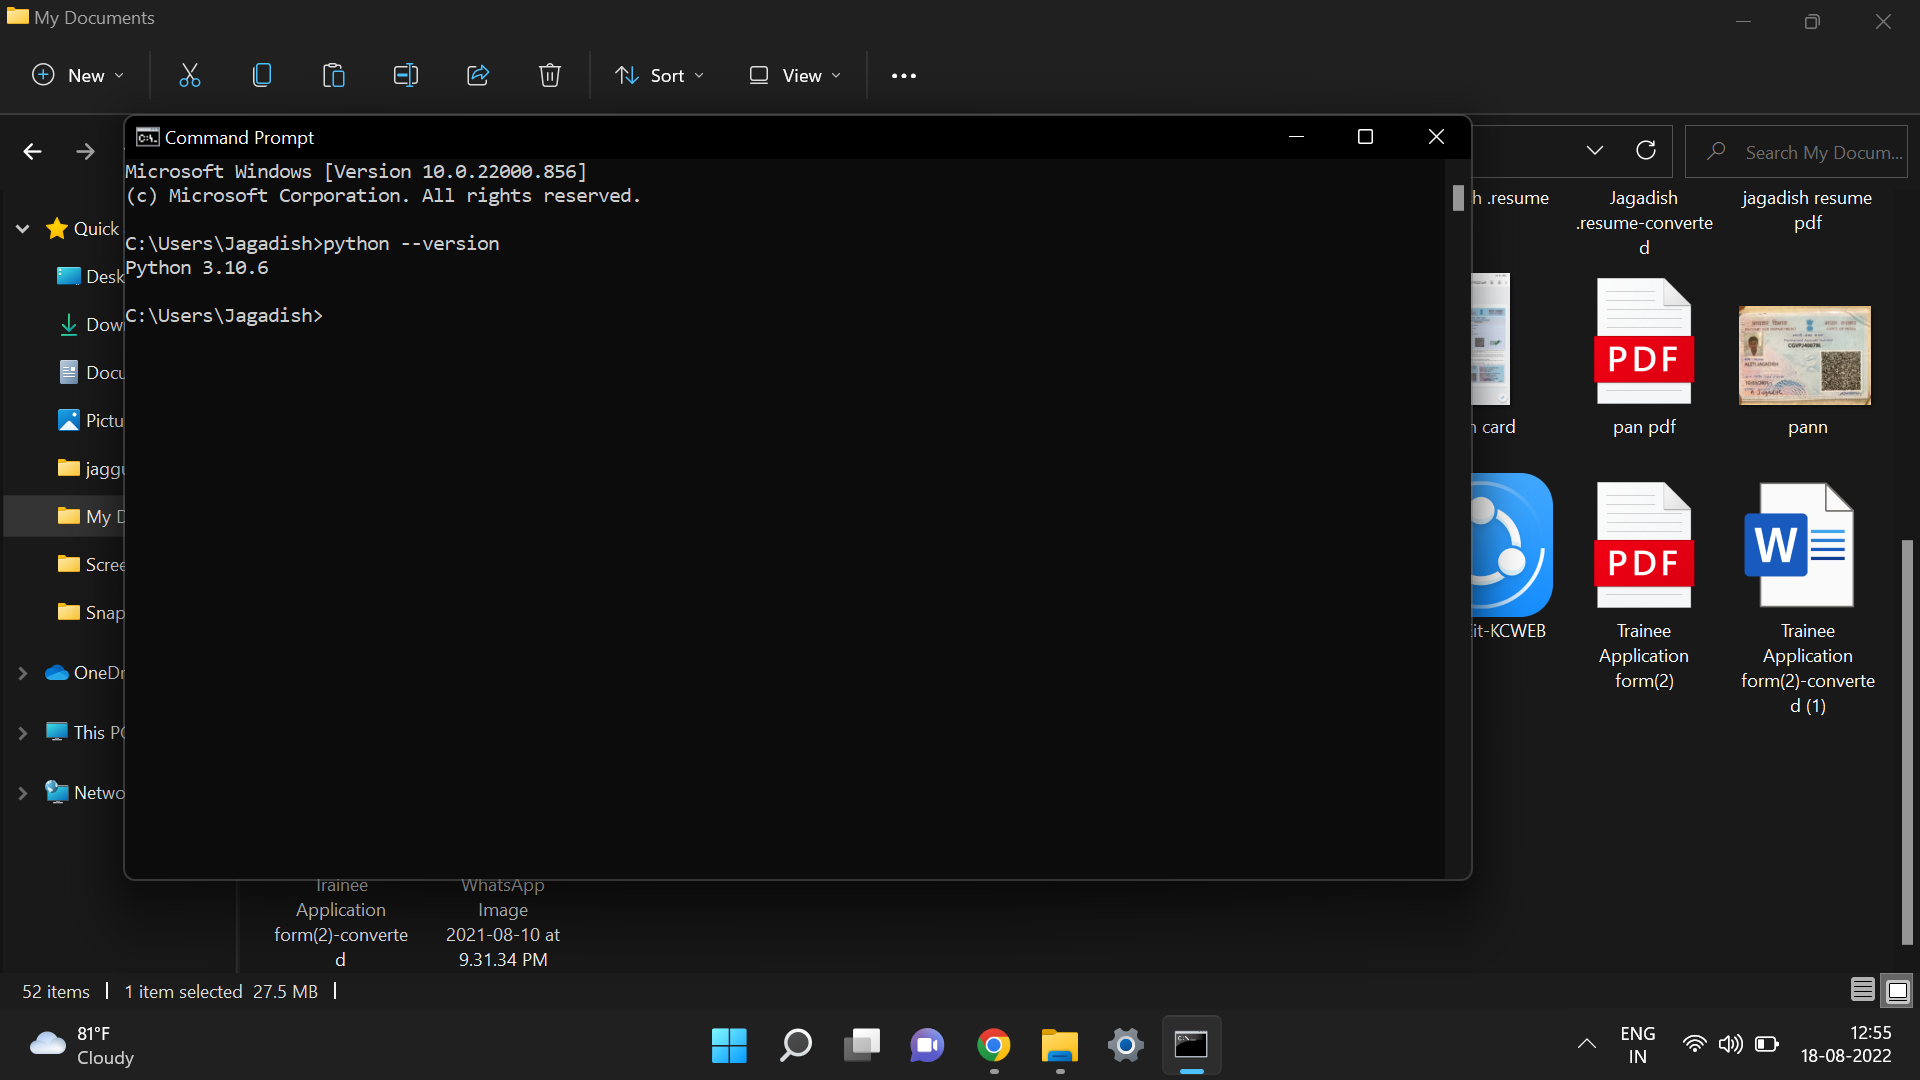 My Documents
New
Sort
View
Command Prompt
Search My Docum...
Microsoft Windows [Version 10.0.22000.856]
(c) Microsoft Corporation. All rights reserved.
C:\Users\Jagadish>python --version
Python 3.10.6
C:\Users\Jagadish>
Quick
Desk
Dow
Docu
Pictu
jaggu
My D
Scree
Snap
OneDr
This PC
Netwo
h .resume
Jagadish
.resume-converte
d
jagadish resume
pdf
n card
PDF
pan pdf
pann
it-KCWEB
PDF
Trainee
Application
form(2)
W
Trainee
Application
form(2)-converte
d (1)
Trainee
Application
form(2)-converte
d
WhatsApp
Image
2021-08-10 at
9.31.34 PM
52 items
1 item selected 27.5 MB
81°F
Cloudy
ENG
IN
12:55
18-08-2022